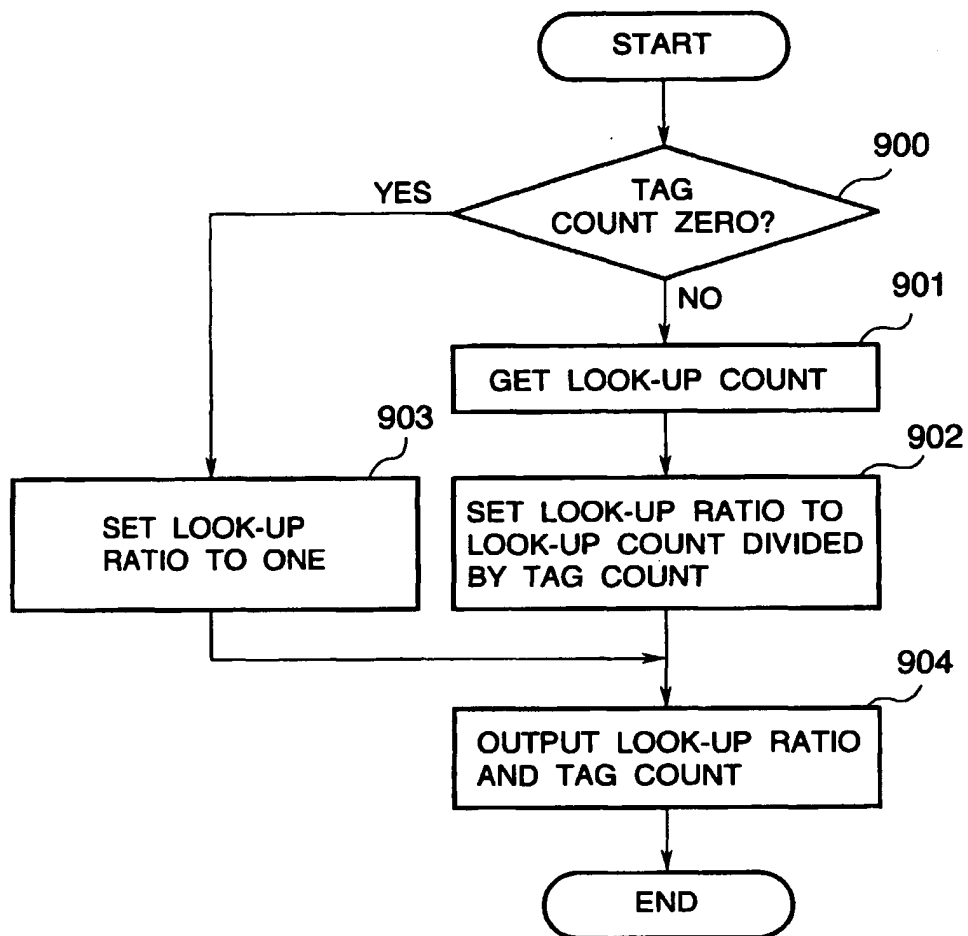 START
900
TAG
COUNT ZERO?
YES
NO
901
GET LOOK-UP COUNT
903
902
SET LOOK-UP
RATIO TO ONE
SET LOOK-UP RATIO TO
LOOK-UP COUNT DIVIDED
BY TAG COUNT
904
OUTPUT LOOK-UP RATIO
AND TAG COUNT
END